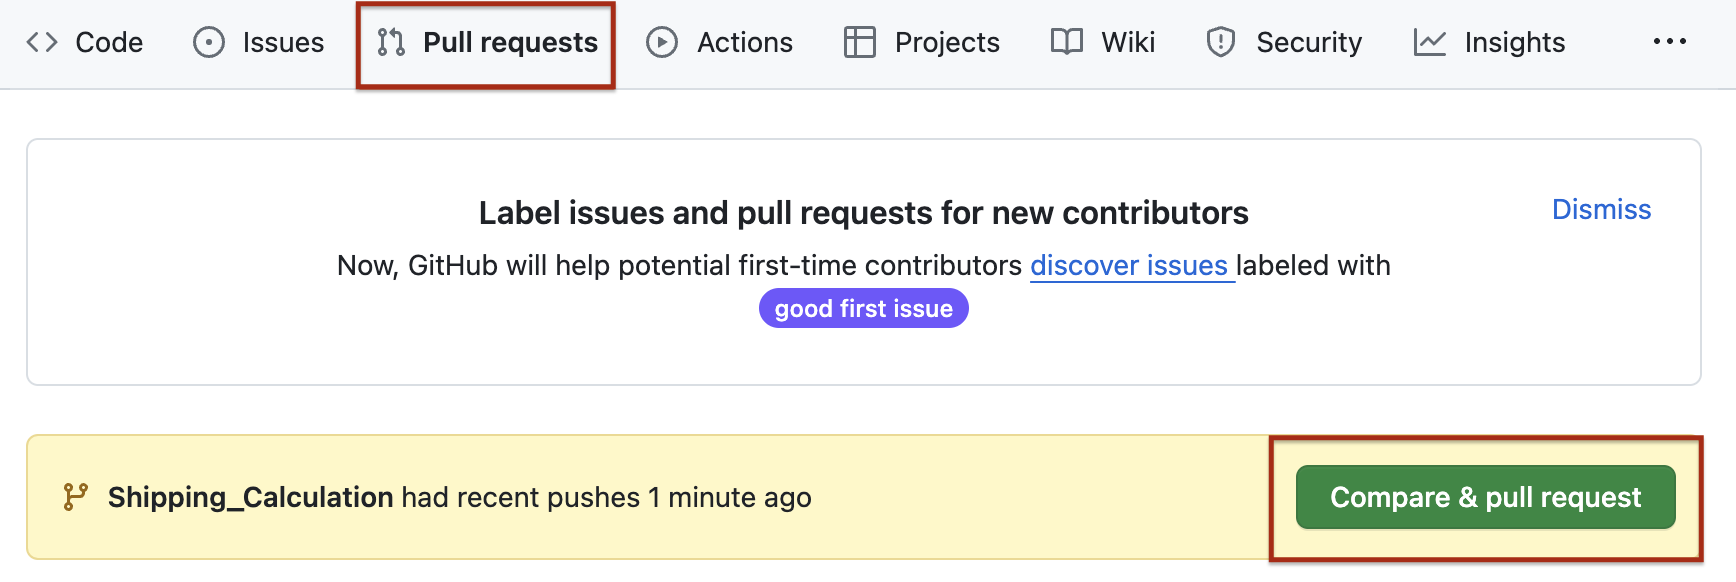 Code Issues Pull requests Actions Projects Wiki Security Insights
Label issues and pull requests for new contributors
Dismiss
Now, GitHub will help potential first-time contributors discover issues labeled with
good first issue
Shipping_Calculation had recent pushes 1 minute ago
Compare & pull request